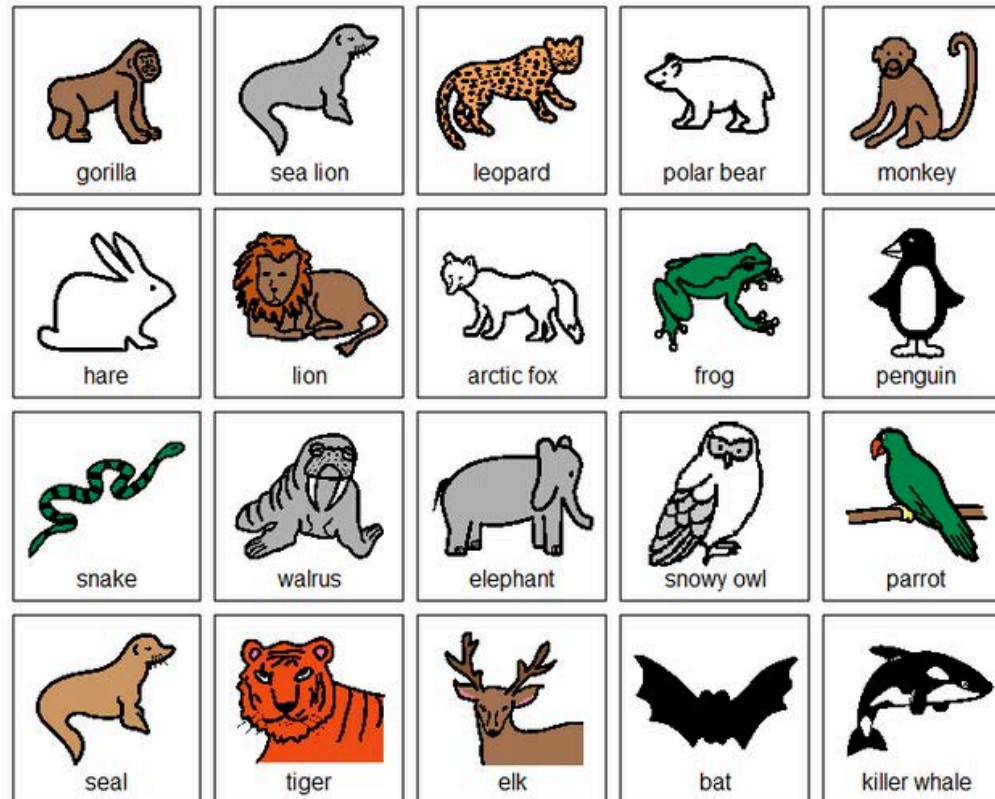 gorilla
sea lion
leopard
polar bear
monkey
hare
lion
arctic fox
frog
penguin
snake
walrus
elephant
snowy owl
parrot
seal
tiger
elk
bat
killer whale